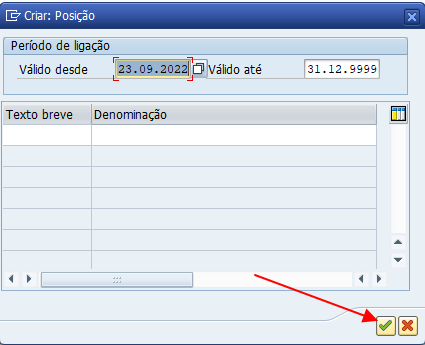 Criar: Posição
Período de ligação
Válido desde 23.09.2022 Válido até 31.12.9999
Texto breve Denominação